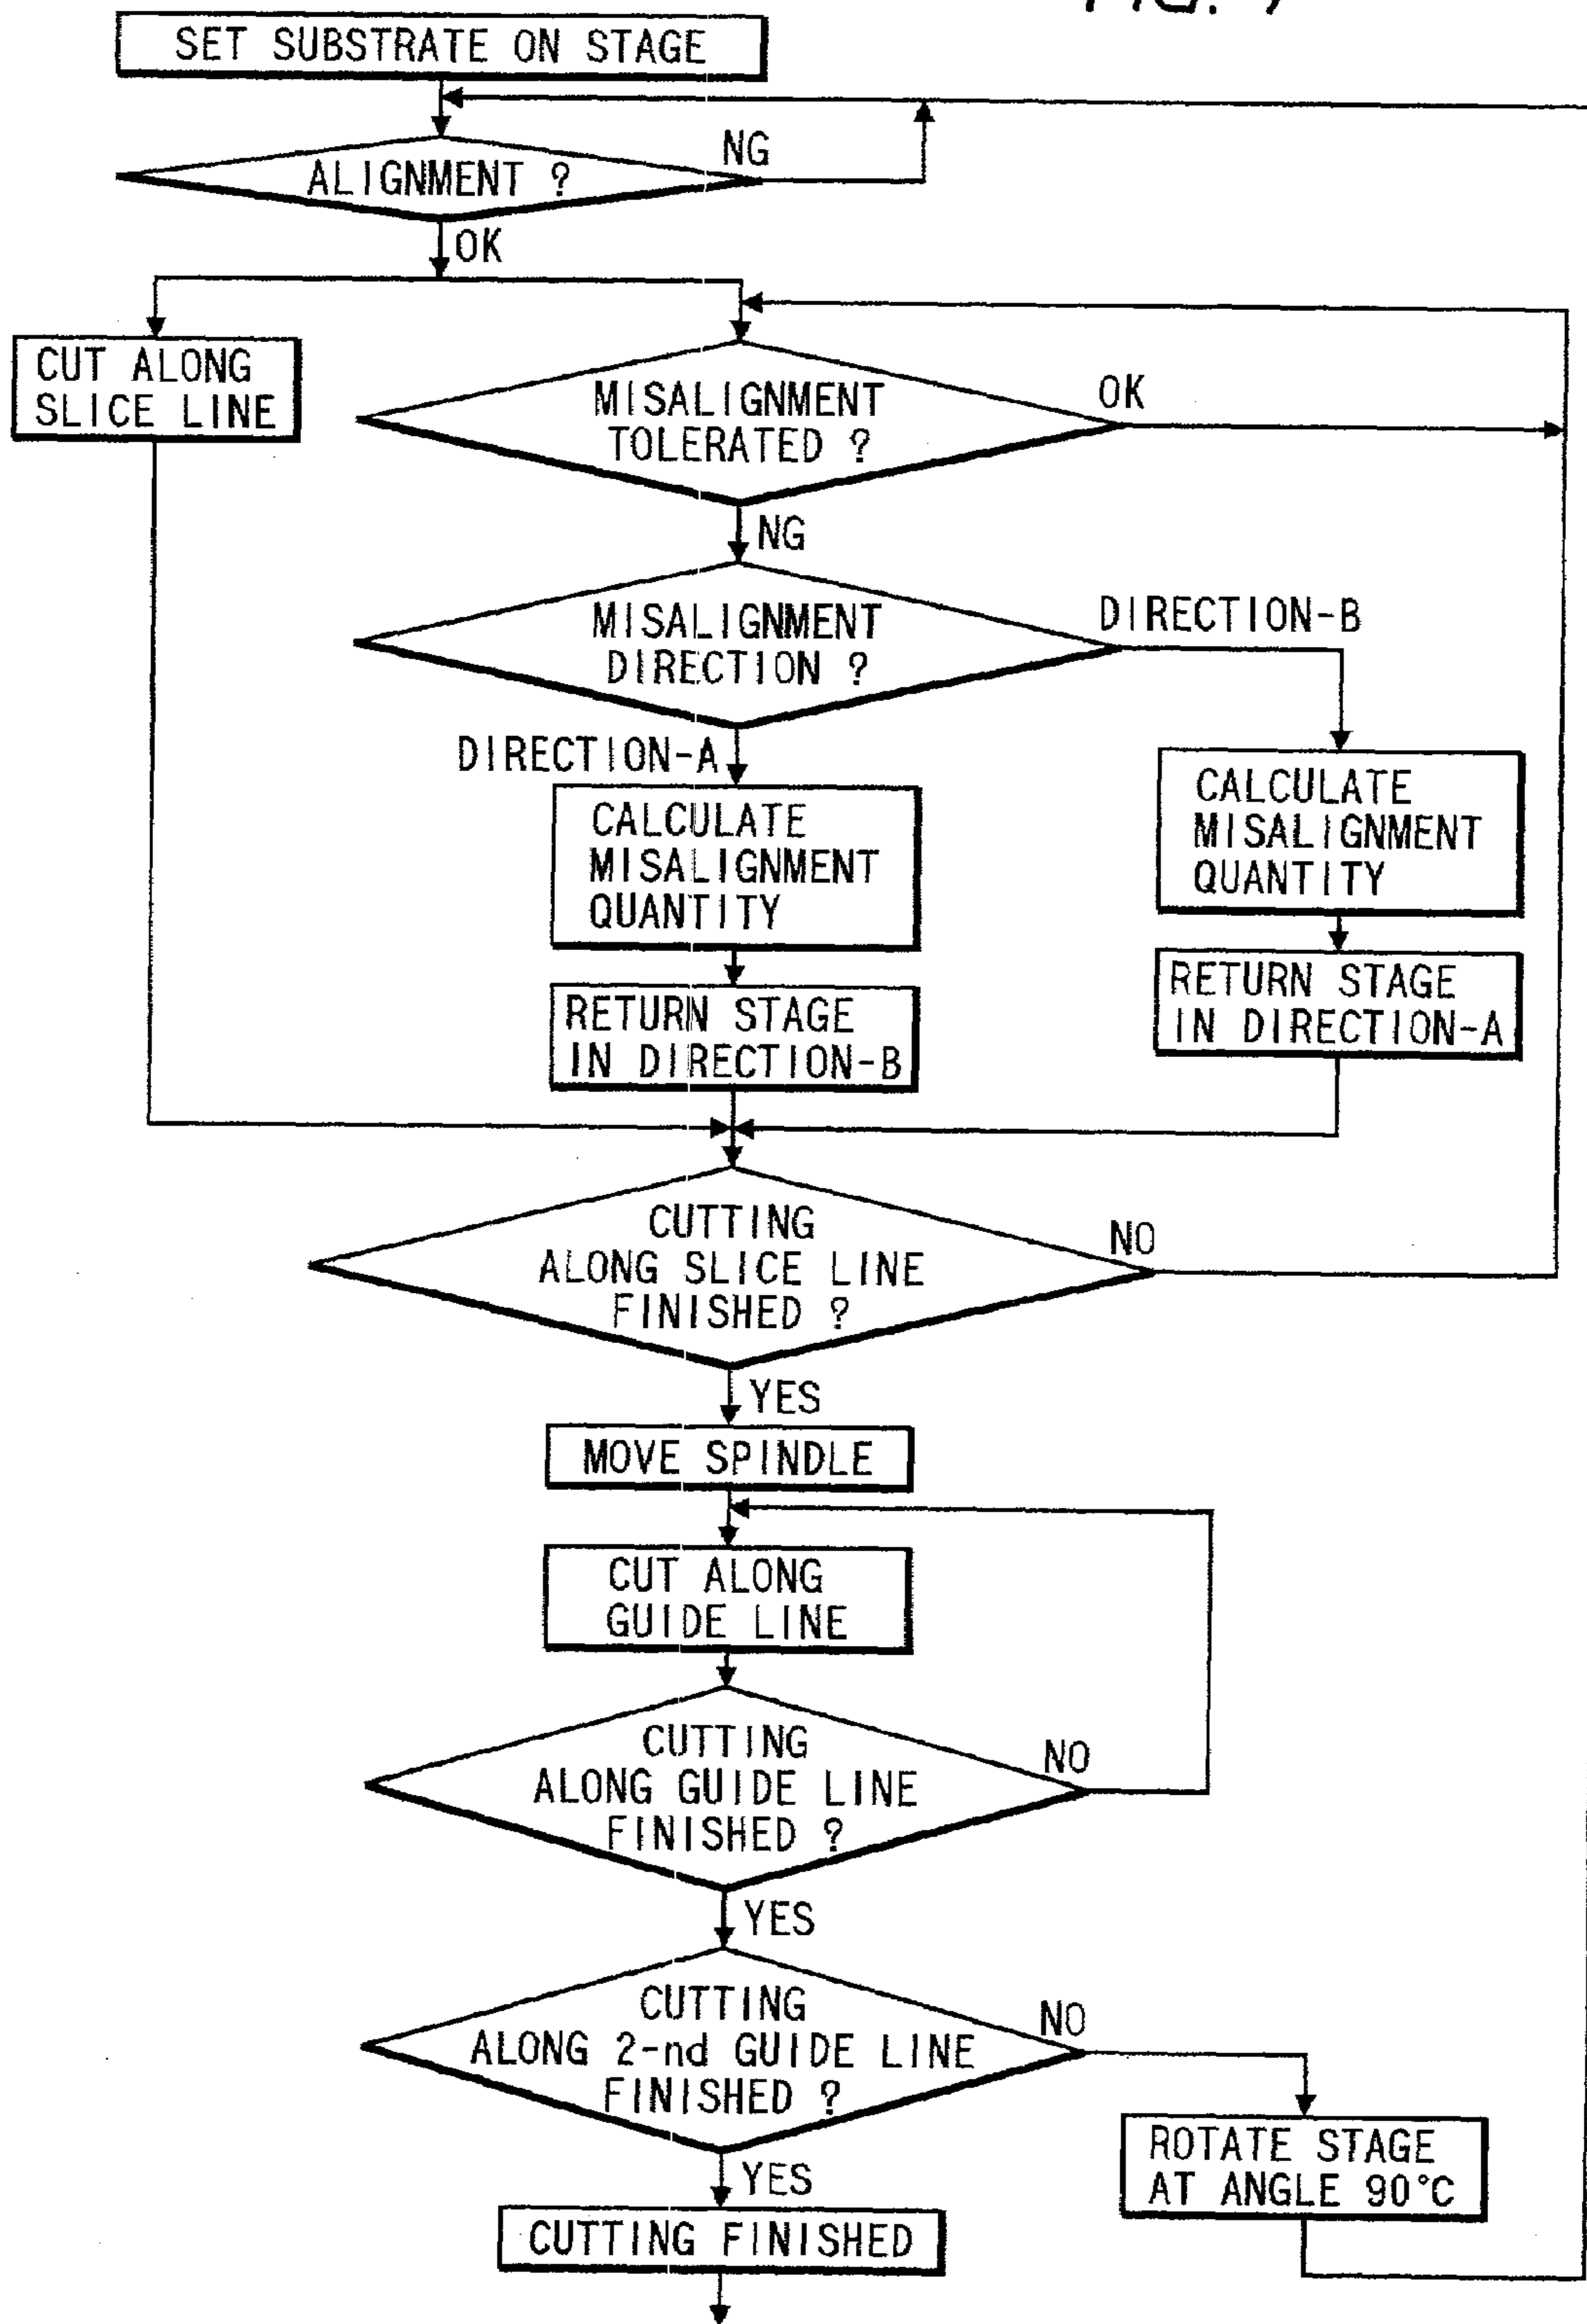 SET SUBSTRATE ON STAGE
ALIGNMENT ?
NG
OK
CUT ALONG
SLICE LINE
MISALIGNMENT
TOLERATED ?
OK
NG
MISALIGNMENT
DIRECTION ?
DIRECTION-B
DIRECTION-A
CALCULATE
MISALIGNMENT
QUANTITY
CALCULATE
MISALIGNMENT
QUANTITY
RETURN STAGE
IN DIRECTION-B
RETURN STAGE
IN DIRECTION-A
CUTTING
ALONG SLICE LINE
FINISHED ?
NO
YES
MOVE SPINDLE
CUT ALONG
GUIDE LINE
CUTTING
ALONG GUIDE LINE
FINISHED ?
NO
YES
CUTTING
ALONG 2-nd GUIDE LINE
FINISHED ?
NO
ROTATE STAGE
AT ANGLE 90°C
YES
CUTTING FINISHED